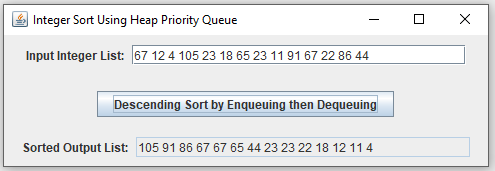 Integer Sort Using Heap Priority Queue
Input Integer List: 67 12 4 105 23 18 65 23 11 91 67 22 86 44
Descending Sort by Enqueuing then Dequeuing
Sorted Output List: 105 91 86 67 67 65 44 23 23 22 18 12 11 4